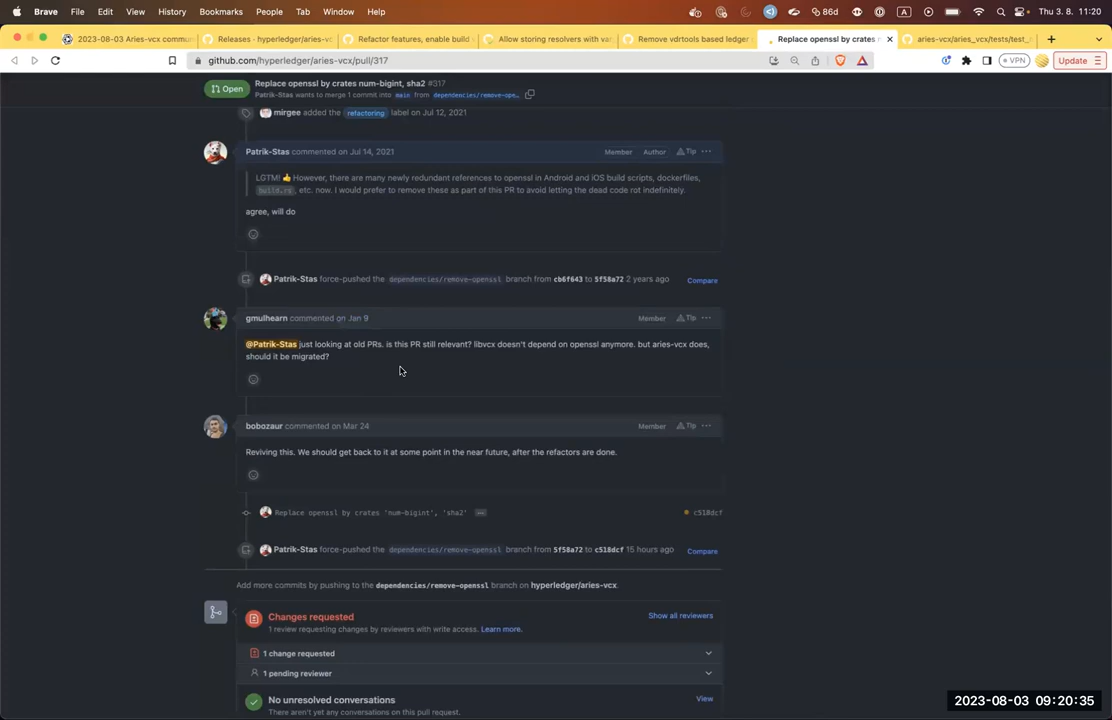 Brave File Edit View History Bookmarks People Tab Window Help
86d A Thu 3. 8. 11:20
2023-08-03 Aries-vcx commun
Releases - hyperledger/aries-v
Refactor features, enable build
Allow storing resolvers with var
Remove vdrtools based ledger
Replace openssl by crates n
aries-vcx/aries_vcx/tests/test_
github.com/hyperledger/aries-vcx/pull/317
VPN
Update
Open
Replace openssl by crates num-bigint, sha2 #317
Patrik-Stas wants to merge 1 commit into main from dependencies/remove-ope…
mirgee added the refactoring label on Jul 12, 2021
Patrik-Stas commented on Jul 14, 2021
Member Author Tip ...
LGTM! 👍 However, there are many newly redundant references to openssl in Android and iOS build scripts, dockerfiles,
build.rs, etc. now. I would prefer to remove these as part of this PR to avoid letting the dead code rot indefinitely.
agree, will do
Patrik-Stas force-pushed the dependencies/remove-openssl branch from cb6f643 to 5f58a72 2 years ago
Compare
gmulhearn commented on Jan 9
Member Tip ...
@Patrik-Stas just looking at old PRs. is this PR still relevant? libvcx doesn't depend on openssl anymore. but aries-vcx does,
should it be migrated?
bobozaur commented on Mar 24
Member Tip ...
Reviving this. We should get back to it at some point in the near future, after the refactors are done.
Replace openssl by crates 'num-bigint', 'sha2' ...
c518dcf
Patrik-Stas force-pushed the dependencies/remove-openssl branch from 5f58a72 to c518dcf 15 hours ago
Compare
Add more commits by pushing to the dependencies/remove-openssl branch on hyperledger/aries-vcx.
Changes requested
Show all reviewers
1 review requesting changes by reviewers with write access. Learn more.
1 change requested
1 pending reviewer
No unresolved conversations
View
There aren't yet any conversations on this pull request.
2023-08-03 09:20:35